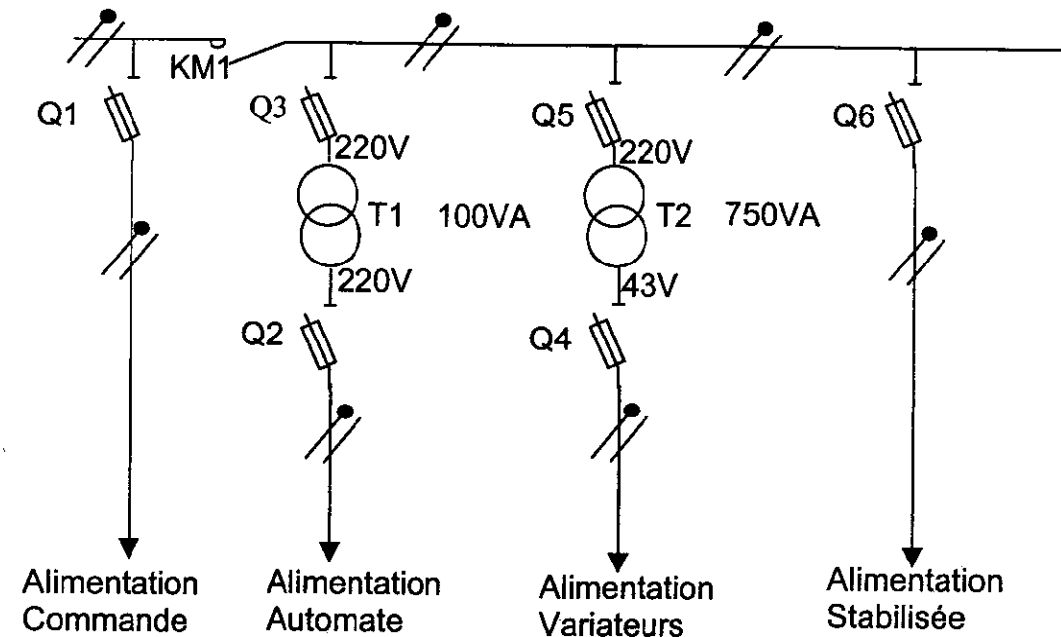 KM1
Q1
Q3
Q5
Q6
220V
220V
T1 100VA
T2 750VA
220V
43V
Q2
Q4
Alimentation
Commande
Alimentation
Automate
Alimentation
Variateurs
Alimentation
Stabilisée